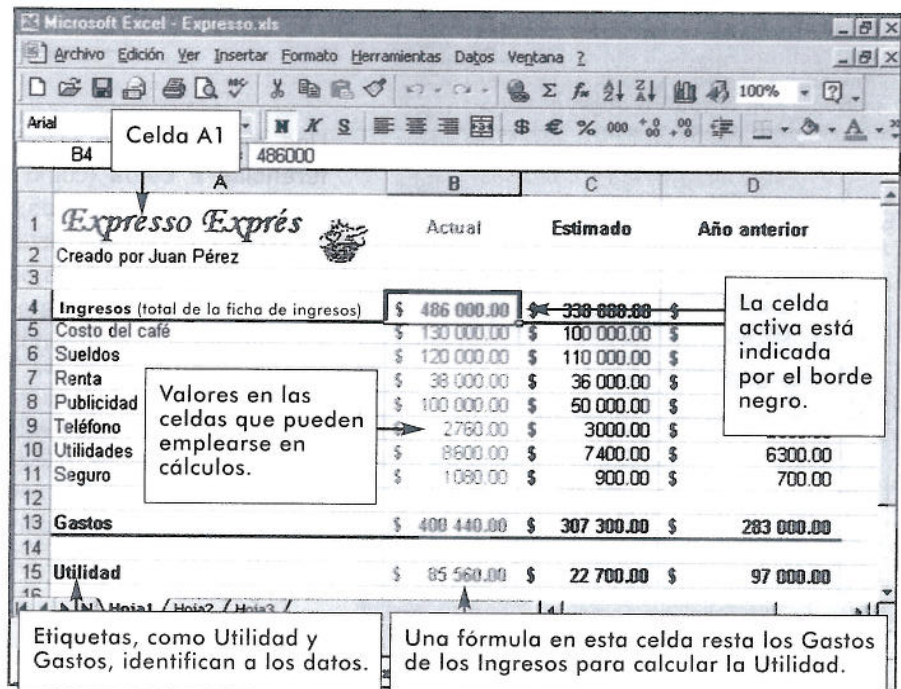 Microsoft Excel - Expresso.xls
Archivo Edición Ver Insertar Formato Herramientas Datos Ventana ?
100%
Arial N K S $ € % 000
Celda A1
B4 = 486000
A B C D
1 Expresso Exprés Actual Estimado Año anterior
2 Creado por Juan Pérez
3
4 Ingresos (total de la ficha de ingresos) $ 486 000.00 $ 330 000.00 $
5 Costo del café $ 130 000.00 $ 100 000.00 $
6 Sueldos $ 120 000.00 $ 110 000.00 $
7 Renta $ 38 000.00 $ 36 000.00 $
8 Publicidad $ 100 000.00 $ 50 000.00 $
9 Teléfono $ 2760.00 $ 3000.00 $
10 Utilidades $ 8600.00 $ 7400.00 $ 6300.00
11 Seguro $ 1080.00 $ 900.00 $ 700.00
12
13 Gastos $ 400 440.00 $ 307 300.00 $ 283 000.00
14
15 Utilidad $ 85 560.00 $ 22 700.00 $ 97 000.00
16
La celda
activa está
indicada
por el borde
negro.
Valores en las
celdas que pueden
emplearse en
cálculos.
Hoja1 / Hoja2 / Hoja3 /
Etiquetas, como Utilidad y
Gastos, identifican a los datos.
Una fórmula en esta celda resta los Gastos
de los Ingresos para calcular la Utilidad.